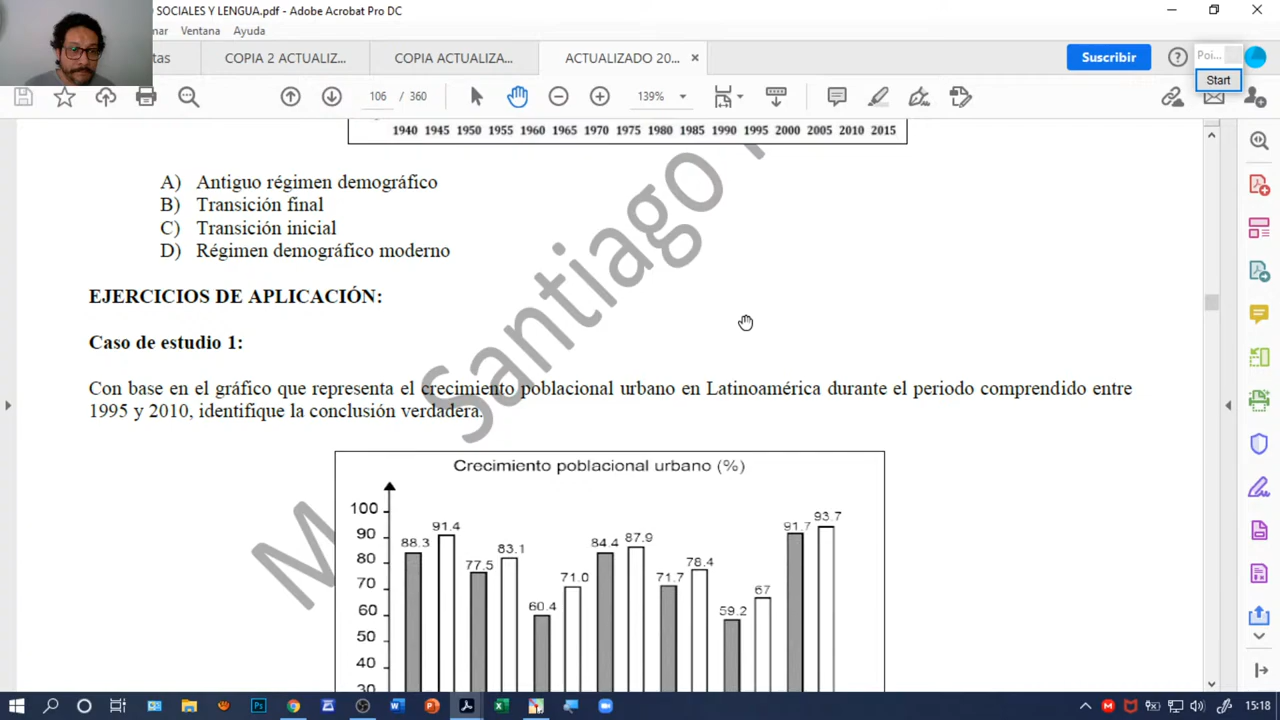 SOCIALES Y LENGUA.pdf - Adobe Acrobat Pro DC
Ventana Ayuda
COPIA 2 ACTUALIZ... COPIA ACTUALIZA... ACTUALIZADO 20...
Suscribir
Poi...
Start
106 / 360
139%
1940 1945 1950 1955 1960 1965 1970 1975 1980 1985 1990 1995 2000 2005 2010 2015
A) Antiguo régimen demográfico
B) Transición final
C) Transición inicial
D) Régimen demográfico moderno
EJERCICIOS DE APLICACIÓN:
Caso de estudio 1:
Con base en el gráfico que representa el crecimiento poblacional urbano en Latinoamérica durante el periodo comprendido entre
1995 y 2010, identifique la conclusión verdadera.
Santiago
Crecimiento poblacional urbano (%)
100
90
80
70
60
50
40
30
88.3 91.4 77.5 83.1 60.4 71.0 84.4 87.9 71.7 78.4 59.2 67 91.7 93.7
15:18